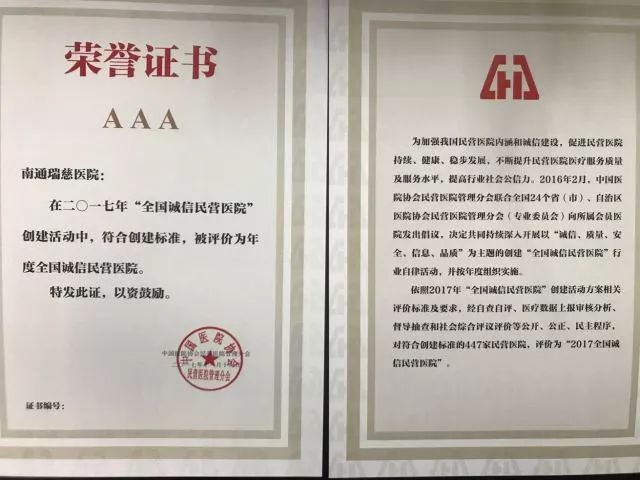 荣誉证书
AAA
南通瑞慈医院：
在二〇一七年“全国诚信民营医院”
创建活动中，符合创建标准，被评价为年
度全国诚信民营医院。
特发此证，以资鼓励。
中国医院协会民营医院管理分会
中国医院协会
民营医院管理分会
证书编号：
为加强我国民营医院内涵和诚信建设，促进民营医院
持续、健康、稳步发展，不断提升民营医院医疗服务质量
及服务水平，提高行业社会公信力。2016年2月，中国医
院协会民营医院管理分会联合全国24个省（市）、自治区
医院协会民营医院管理分会（专业委员会）向所属会员医
院发出倡议，决定共同持续深入开展以“诚信、质量、安
全、信息、品质”为主题的创建“全国诚信民营医院”行
业自律活动，并按年度组织实施。
依照2017年“全国诚信民营医院”创建活动方案相关
评价标准及要求，经自查自评、医疗数据上报审核分析、
督导抽查和社会综合评议评价等公开、公正、民主程序，
对符合创建标准的447家民营医院，评价为“2017全国诚
信民营医院”。